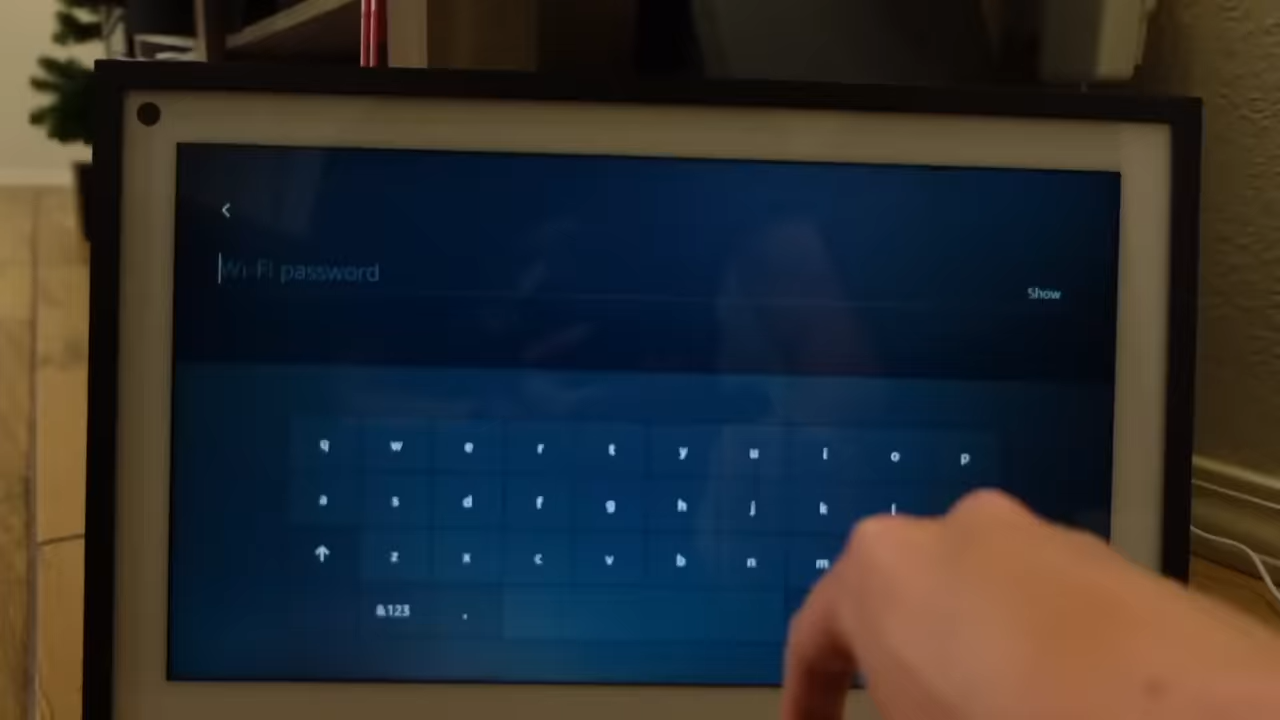 Wi-Fi password
Show
q w e r t y u i o p
a s d f g h j k l
z x c v b n m
&123 .